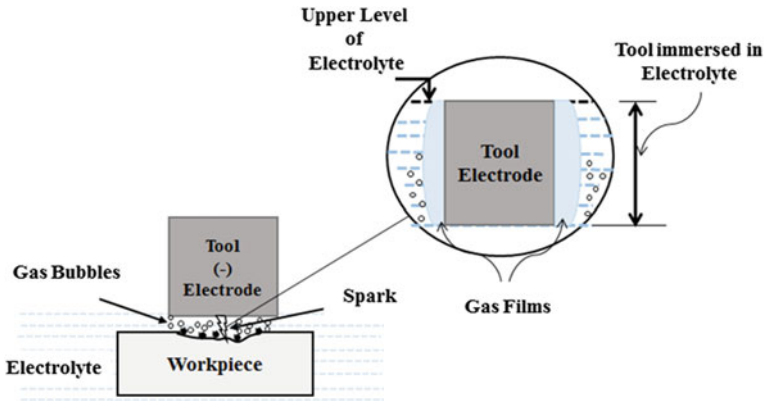 Upper Level
of
Electrolyte
Tool immersed in
Electrolyte
Tool
Electrode
Gas Films
Tool
(-)
Electrode
Gas Bubbles
Spark
Electrolyte
Workpiece